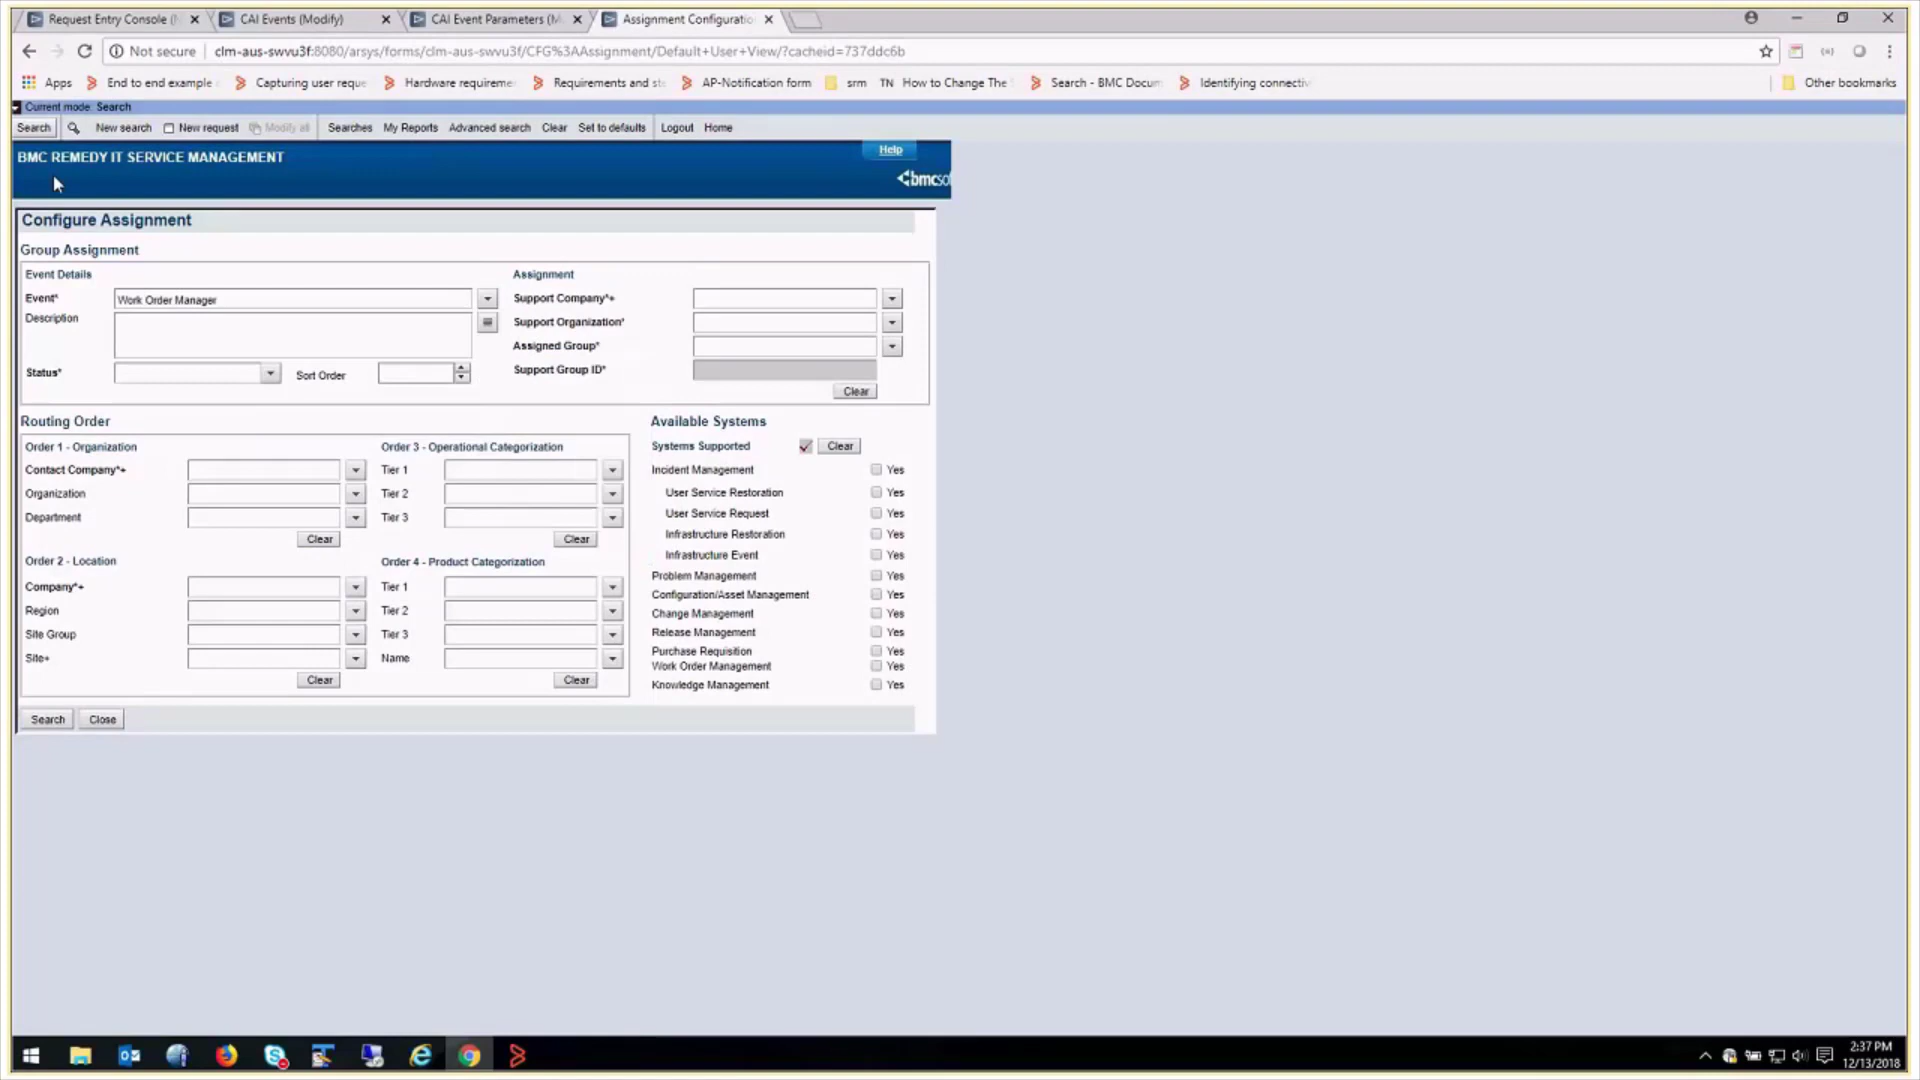 Request Entry Console (
CAI Events (Modify)
CAI Event Parameters (M
Assignment Configuratio
Not secure clm-aus-swvu3f:8080/arsys/forms/clm-aus-swvu3f/CFG%3AAssignment/Default+User+View/?cacheid=737ddc6b
Apps End to end example Capturing user reque Hardware requireme Requirements and ste AP-Notification form srm TN How to Change The Search - BMC Docum Identifying connectiv Other bookmarks
Current mode: Search
Search New search New request Modify all Searches My Reports Advanced search Clear Set to defaults Logout Home
BMC REMEDY IT SERVICE MANAGEMENT
Help
bmcso
Configure Assignment
Group Assignment
Event Details
Event*
Work Order Manager
Description
Status*
Sort Order
Assignment
Support Company*+
Support Organization*
Assigned Group*
Support Group ID*
Clear
Routing Order
Order 1 - Organization
Contact Company*+
Organization
Department
Clear
Order 2 - Location
Company*+
Region
Site Group
Site+
Clear
Order 3 - Operational Categorization
Tier 1
Tier 2
Tier 3
Clear
Order 4 - Product Categorization
Tier 1
Tier 2
Tier 3
Name
Clear
Available Systems
Systems Supported Clear
Incident Management Yes
User Service Restoration Yes
User Service Request Yes
Infrastructure Restoration Yes
Infrastructure Event Yes
Problem Management Yes
Configuration/Asset Management Yes
Change Management Yes
Release Management Yes
Purchase Requisition Yes
Work Order Management Yes
Knowledge Management Yes
Search Close
2:37 PM
12/13/2018